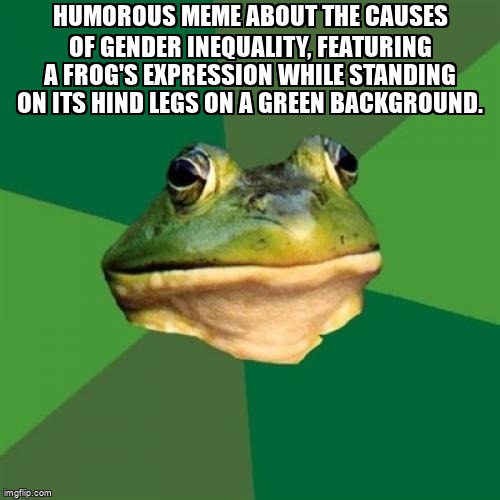 HUMOROUS MEME ABOUT THE CAUSES
OF GENDER INEQUALITY, FEATURING
A FROG'S EXPRESSION WHILE STANDING
ON ITS HIND LEGS ON A GREEN BACKGROUND.
imgflip.com